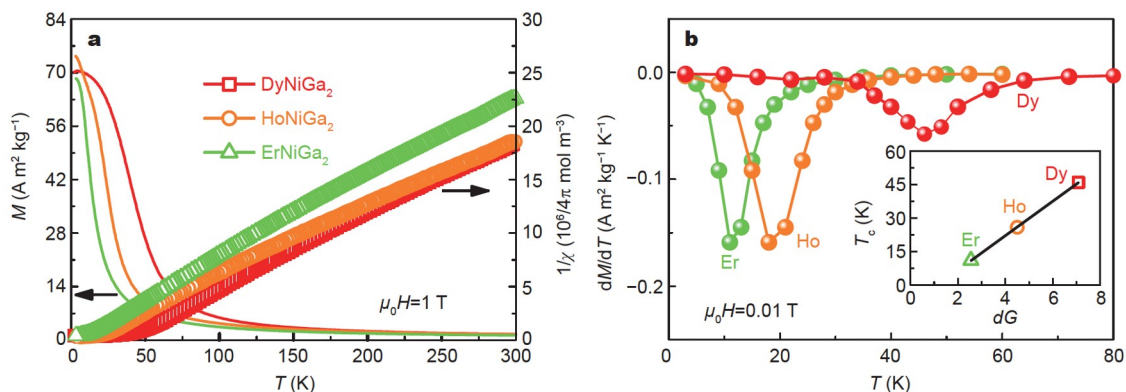 a
84
70
56
42
28
14
0
M (A m² kg⁻¹)
DyNiGa₂
HoNiGa₂
ErNiGa₂
μ₀H=1 T
30
25
20
15
10
5
0
1/χ (10⁶/4π mol m⁻³)
0 50 100 150 200 250 300
T (K)
b
0.0
−0.1
−0.2
dM/dT (A m² kg⁻¹ K⁻¹)
Dy
Er
Ho
μ₀H=0.01 T
60
45
30
15
0
T_c (K)
Dy
Ho
Er
0 2 4 6 8
dG
0 20 40 60 80
T (K)